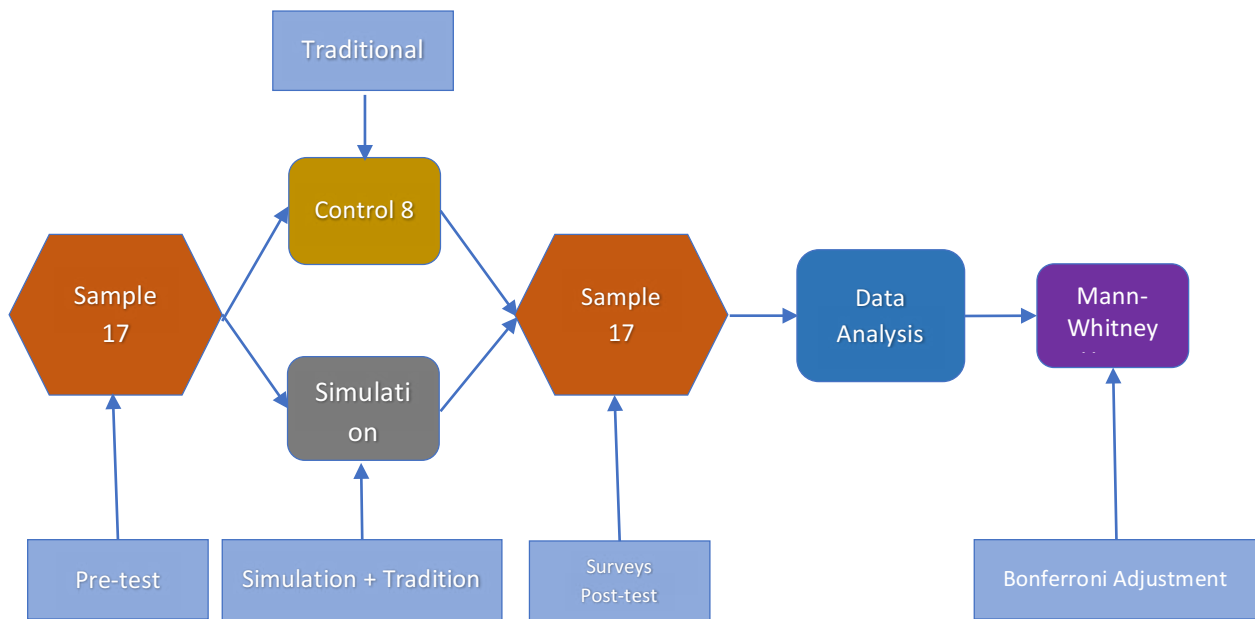 Traditional
Control 8
Sample
17
Simulati
on
Sample
17
Data
Analysis
Mann-
Whitney
Pre-test
Simulation + Tradition
Surveys
Post-test
Bonferroni Adjustment